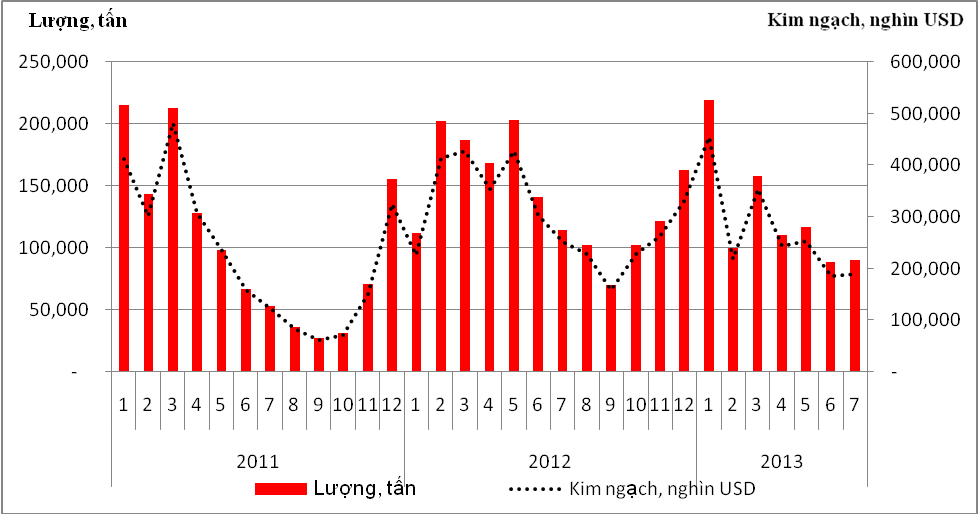 Lượng, tấn Kim ngạch, nghìn USD
250,000 600,000
200,000 500,000
150,000 400,000
100,000 300,000
50,000 200,000
- 100,000
-
1 2 3 4 5 6 7 8 9 10 11 12 1 2 3 4 5 6 7 8 9 10 11 12 1 2 3 4 5 6 7
2011 2012 2013
Lượng, tấn Kim ngạch, nghìn USD